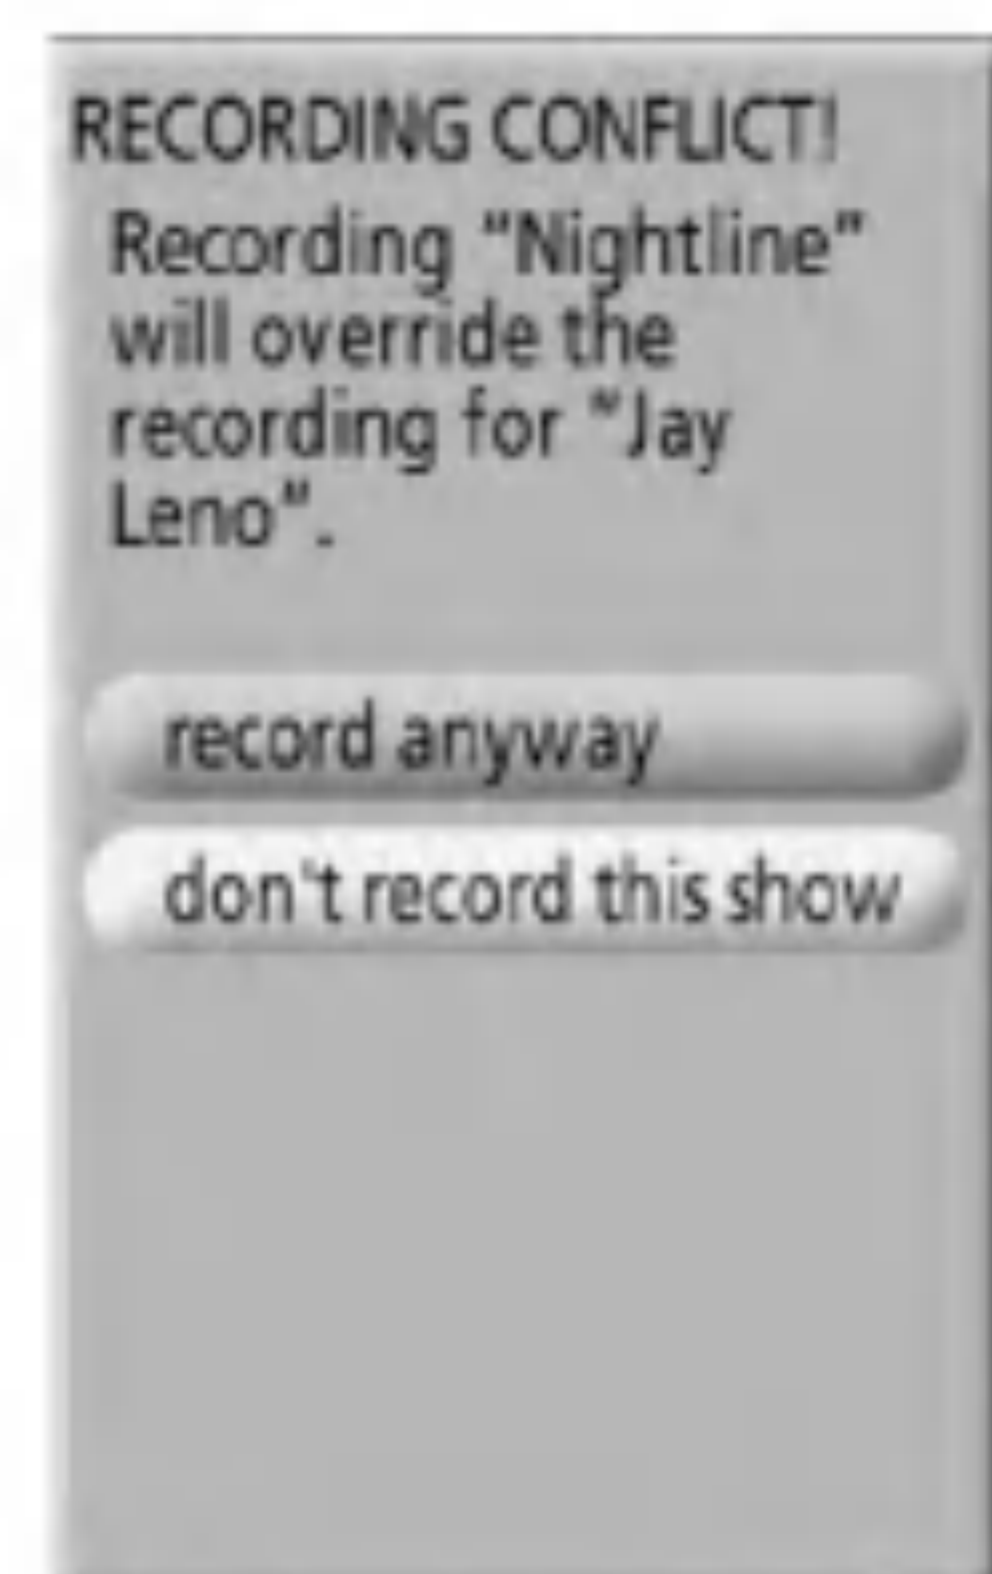 RECORDING CONFLICT!
Recording "Nightline"
will override the
recording for "Jay
Leno".
record anyway
don't record this show